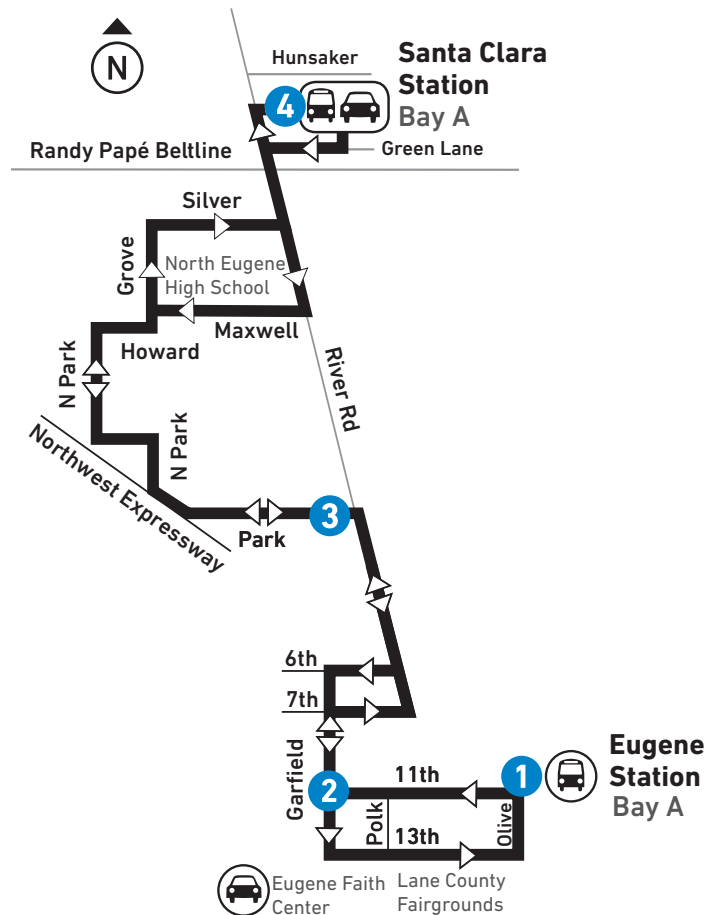 N
Hunsaker
Santa Clara
Station
Bay A
4
Randy Papé Beltline
Green Lane
Silver
Grove
North Eugene
High School
Maxwell
Howard
N Park
River Rd
N Park
Northwest Expressway
3
Park
6th
7th
Garfield
Eugene
Station
Bay A
1
11th
2
Polk
Olive
13th
Eugene Faith
Center
Lane County
Fairgrounds